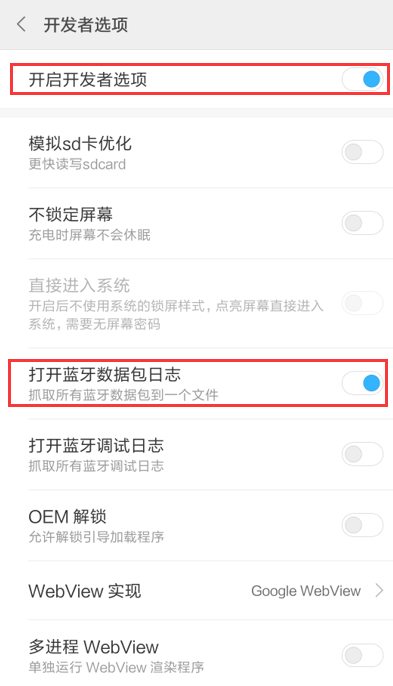 开发者选项
开启开发者选项
模拟sd卡优化
更快读写sdcard
不锁定屏幕
充电时屏幕不会休眠
直接进入系统
开启后不使用系统的锁屏样式，点亮屏幕直接进入
系统，需要无屏幕密码
打开蓝牙数据包日志
抓取所有蓝牙数据包到一个文件
打开蓝牙调试日志
抓取所有蓝牙调试日志
OEM 解锁
允许解锁引导加载程序
WebView 实现 Google WebView
多进程 WebView
单独运行 WebView 渲染程序